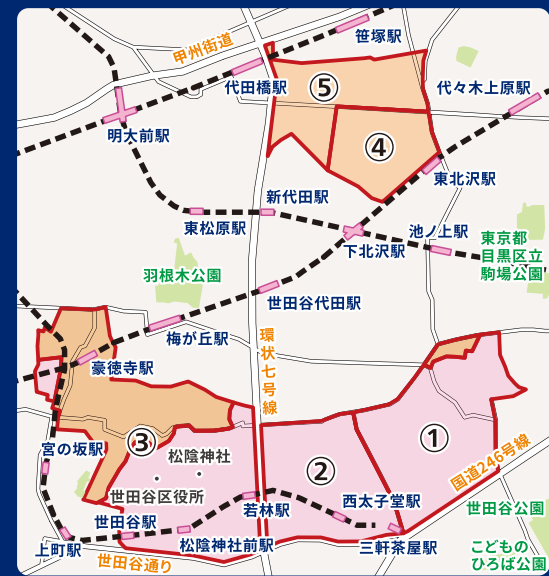 笹塚駅
甲州街道
代田橋駅
⑤
代々木上原駅
明大前駅
④
東北沢駅
新代田駅
東松原駅
池ノ上駅
下北沢駅
東京都
目黒区立
駒場公園
羽根木公園
世田谷代田駅
梅が丘駅
環状七号線
豪徳寺駅
③
①
宮の坂駅
松陰神社
②
国道246号線
世田谷区役所
西太子堂駅
世田谷公園
若林駅
世田谷駅
上町駅
松陰神社前駅
三軒茶屋駅
こどもの
ひろば公園
世田谷通り